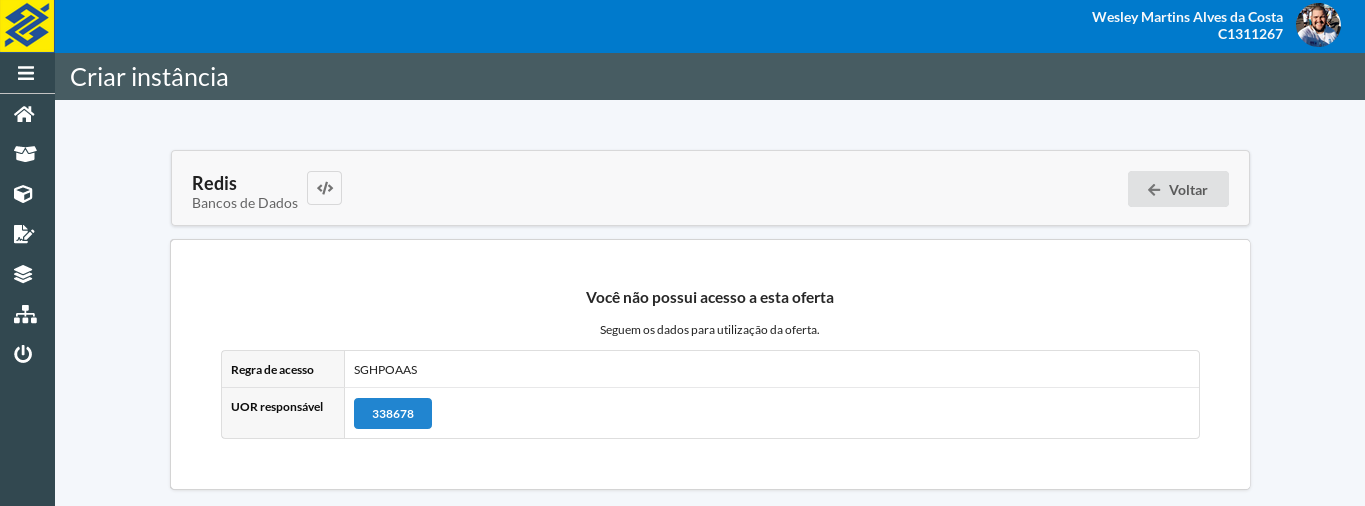 Wesley Martins Alves da Costa
C1311267
Criar instância
Redis
Bancos de Dados
Voltar
Você não possui acesso a esta oferta
Seguem os dados para utilização da oferta.
Regra de acesso SGHPOAAS
UOR responsável 338678